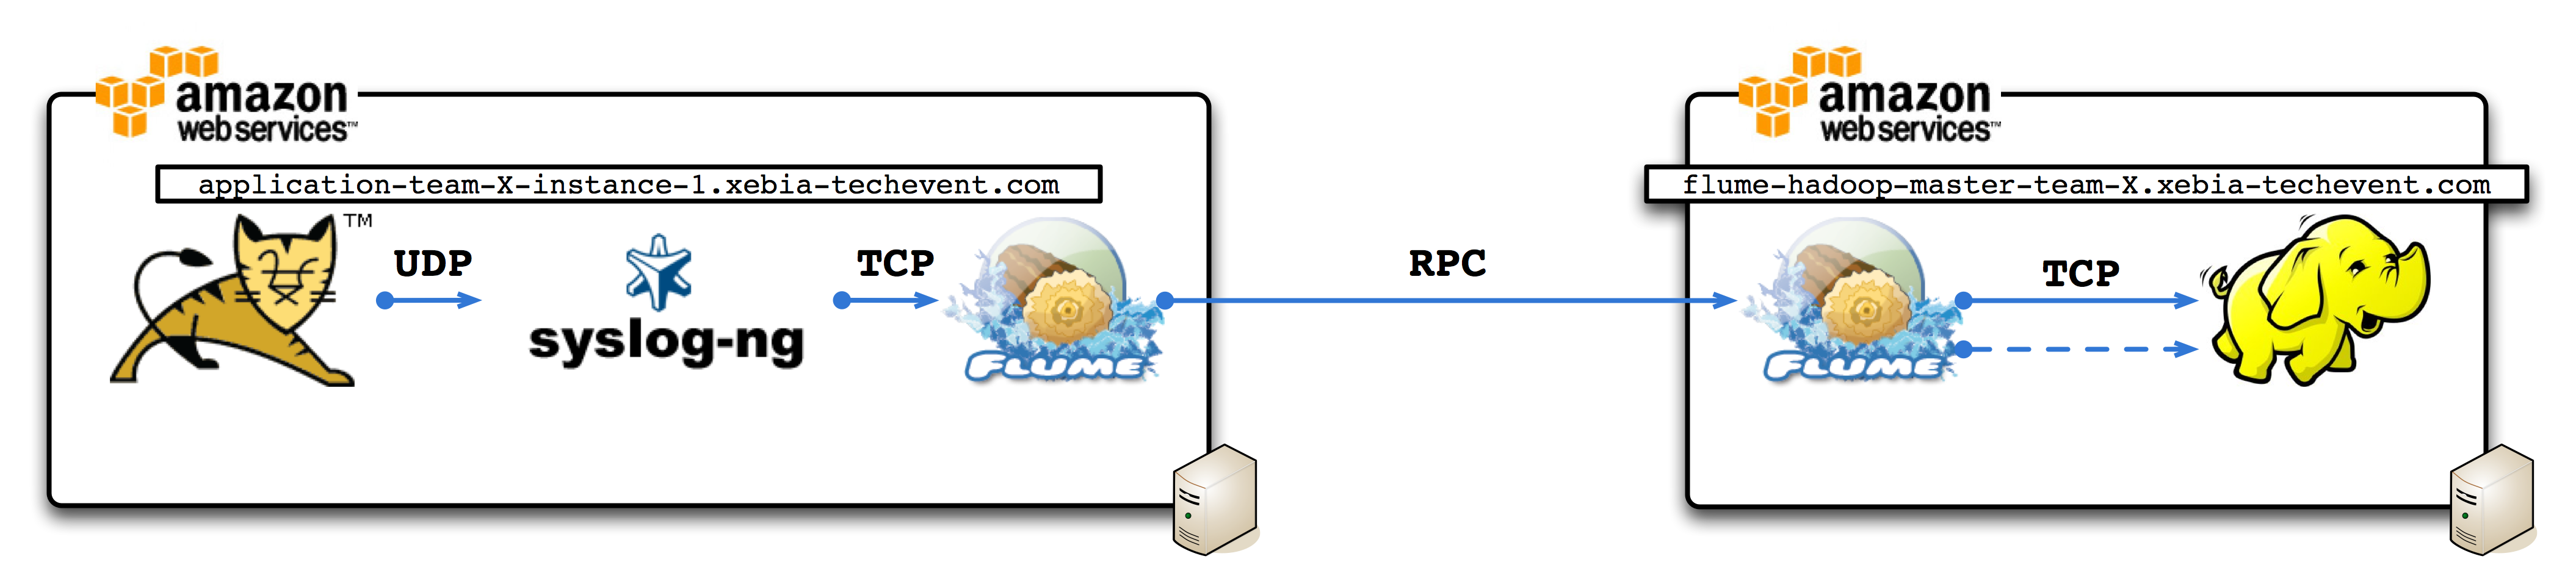 amazon
web services™
application-team-X-instance-1.xebia-techevent.com
TM
UDP
syslog-ng
TCP
FLUME
RPC
amazon
web services™
flume-hadoop-master-team-X.xebia-techevent.com
FLUME
TCP